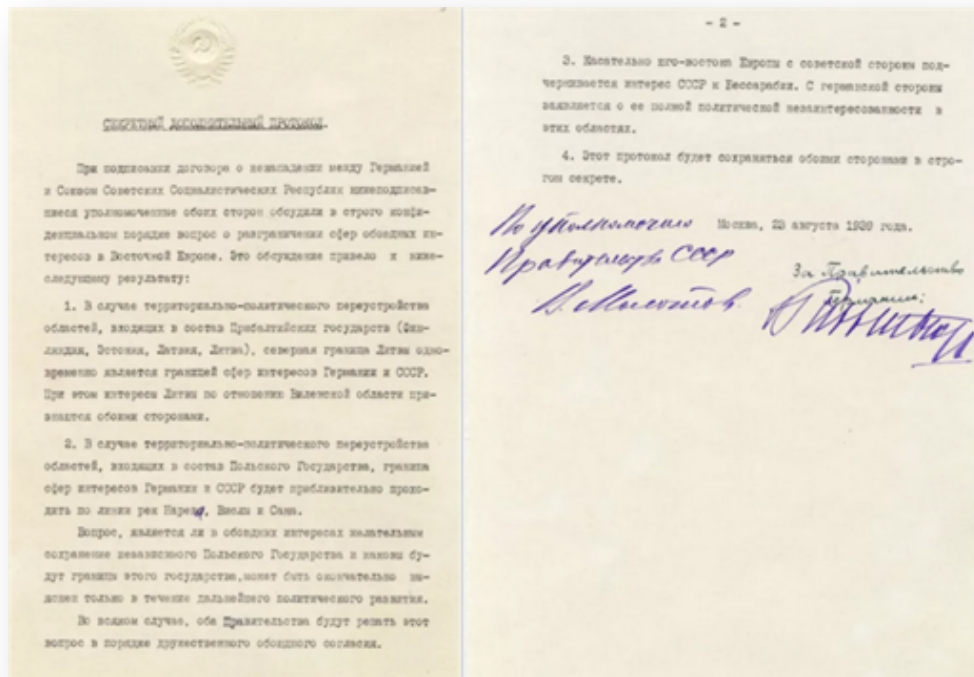 СЕКРЕТНЫЙ ДОПОЛНИТЕЛЬНЫЙ ПРОТОКОЛ.
При подписании договора о ненападении между Германией
и Союзом Советских Социалистических Республик нижеподписав-
шиеся уполномоченные обоих сторон обсудили в строго конфи-
денциальном порядке вопрос о разграничении сфер обоюдных ин-
тересов в Восточной Европе. Это обсуждение привело к ниже-
следующему результату:
1. В случае территориально-политического переустройства
областей, входящих в состав Прибалтийских государств (Фин-
ляндия, Эстония, Латвия, Литва), северная граница Литвы одно-
временно является границей сфер интересов Германии и СССР.
При этом интересы Литвы по отношению Виленской области при-
знаются обоими сторонами.
2. В случае территориально-политического переустройства
областей, входящих в состав Польского Государства, граница
сфер интересов Германии и СССР будет приблизительно прохо-
дить по линии рек Нарева, Вислы и Сана.
Вопрос, является ли в обоюдных интересах желательным
сохранение независимого Польского Государства и каковы бу-
дут границы этого государства, может быть окончательно вы-
яснен только в течение дальнейшего политического развития.
Во всяком случае, оба Правительства будут решать этот
вопрос в порядке дружественного обоюдного согласия.
- 2 -
3. Касательно юго-востока Европы с советской стороны под-
черкивается интерес СССР к Бессарабии. С германской стороны
заявляется о ее полной политической незаинтересованности в
этих областях.
4. Этот протокол будет сохраняться обоими сторонами в стро-
гом секрете.
Москва, 23 августа 1939 года.
По уполномочию
Правительства СССР
В. Молотов
За Правительство
Германии: